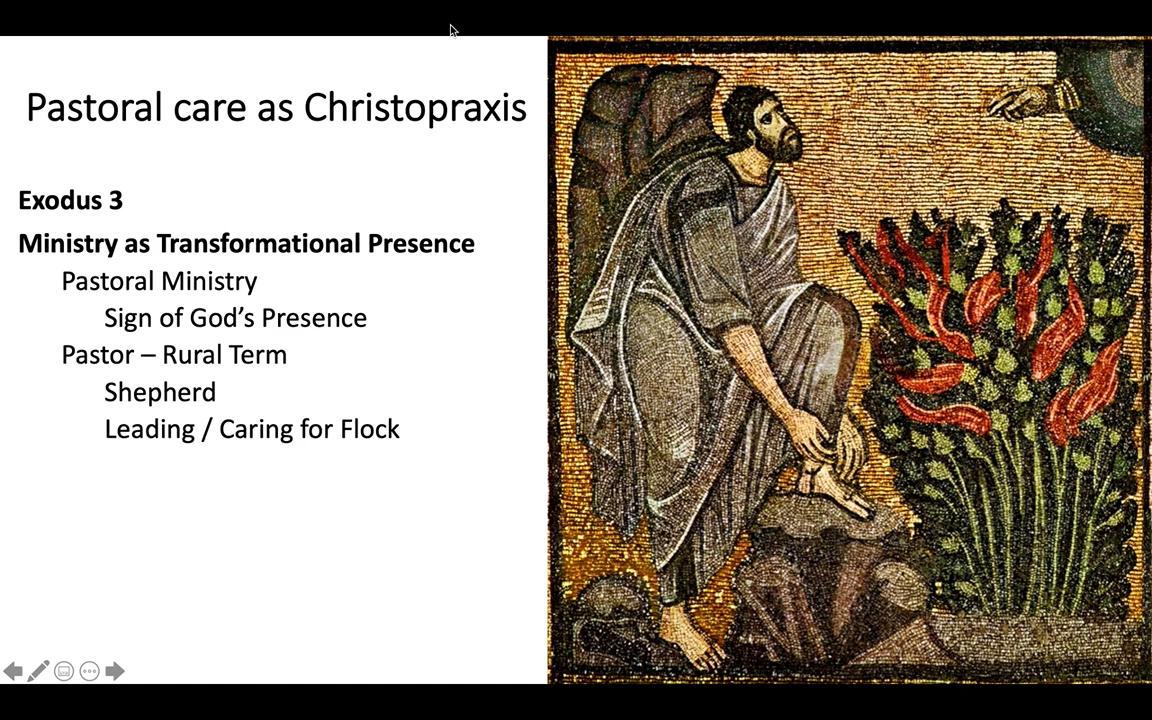 Pastoral care as Christopraxis
Exodus 3
Ministry as Transformational Presence
Pastoral Ministry
Sign of God’s Presence
Pastor – Rural Term
Shepherd
Leading / Caring for Flock